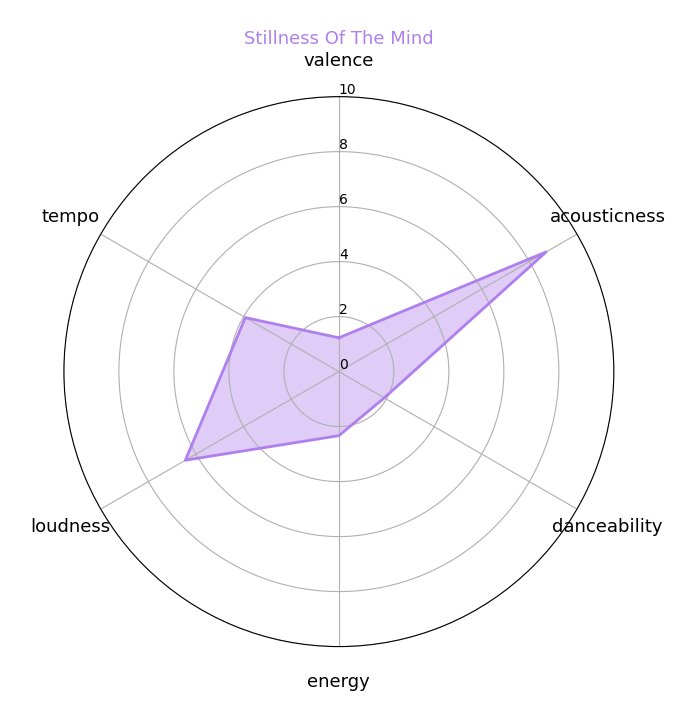 Stillness Of The Mind
valence
10
8
tempo
6
acousticness
4
2
0
loudness
danceability
energy